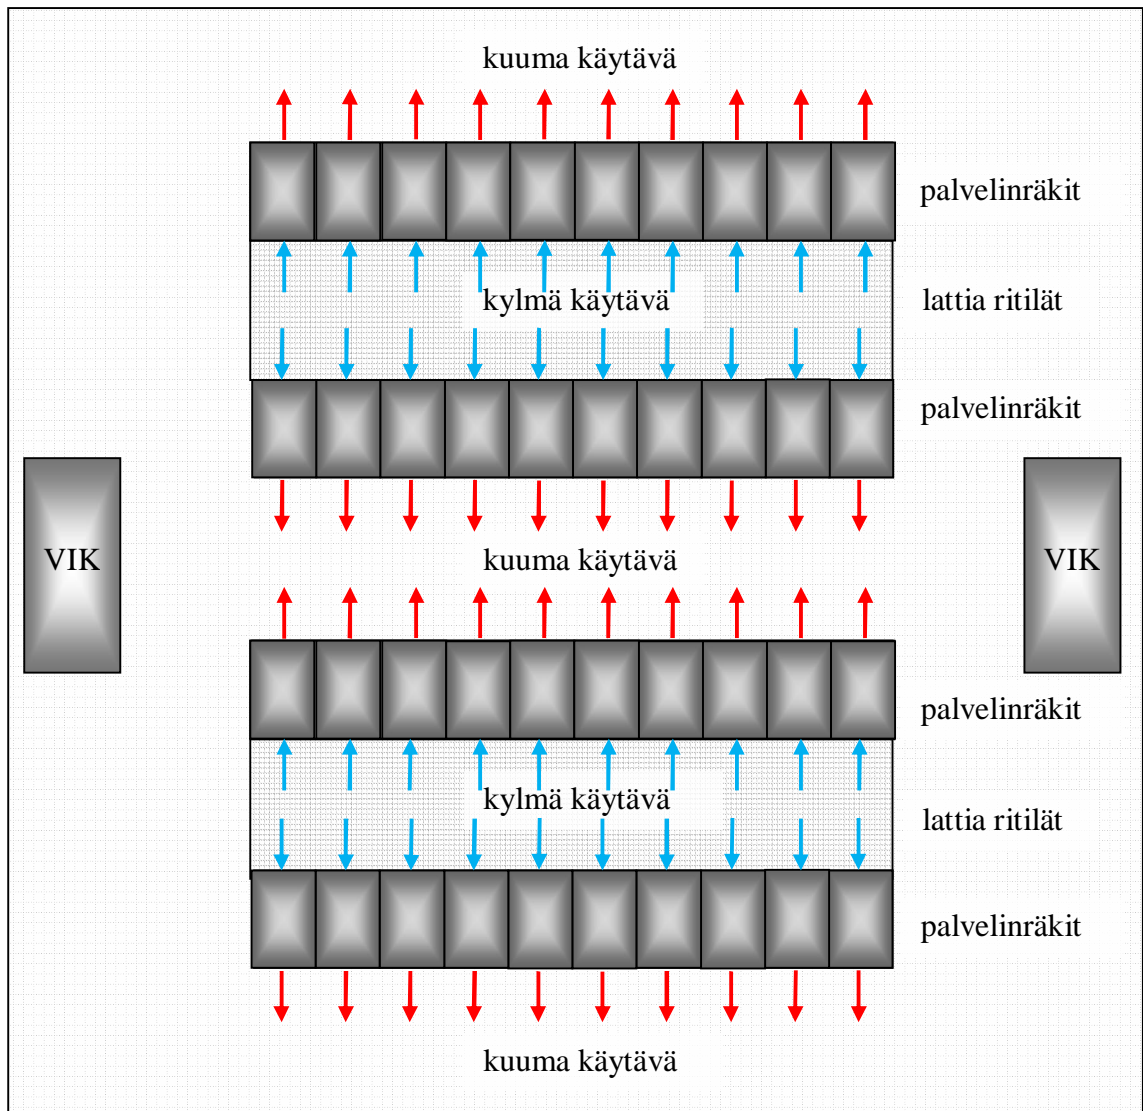 kuuma käytävä
palvelinräkit
kylmä käytävä
lattia ritilät
palvelinräkit
VIK
kuuma käytävä
VIK
palvelinräkit
kylmä käytävä
lattia ritilät
palvelinräkit
kuuma käytävä